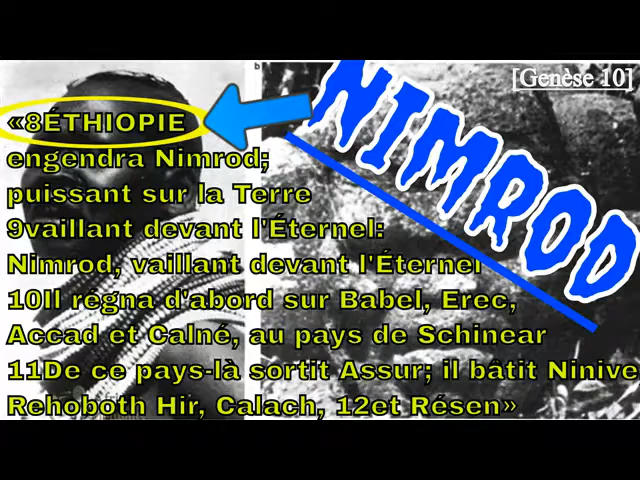 [Genèse 10]
NIMROD
«8ÉTHIOPIE
engendra Nimrod;
puissant sur la Terre
9vaillant devant l'Éternel:
Nimrod, vaillant devant l'Éternel
10Il régna d'abord sur Babel, Erec,
Accad et Calné, au pays de Schinear
11De ce pays-là sortit Assur; il bâtit Ninive
Rehoboth Hir, Calach, 12et Résen»